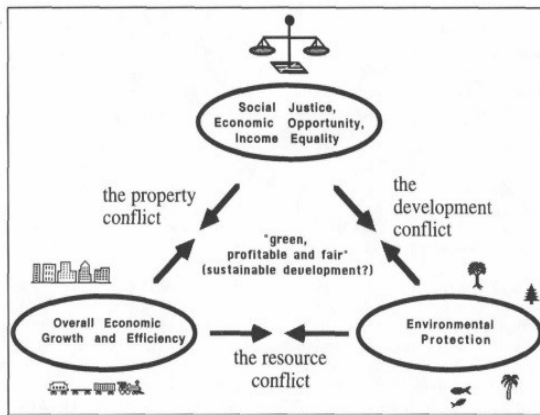 Social Justice,
Economic Opportunity,
Income Equality
the property
conflict
the
development
conflict
"green,
profitable and fair"
(sustainable development?)
Overall Economic
Growth and Efficiency
Environmental
Protection
the resource
conflict